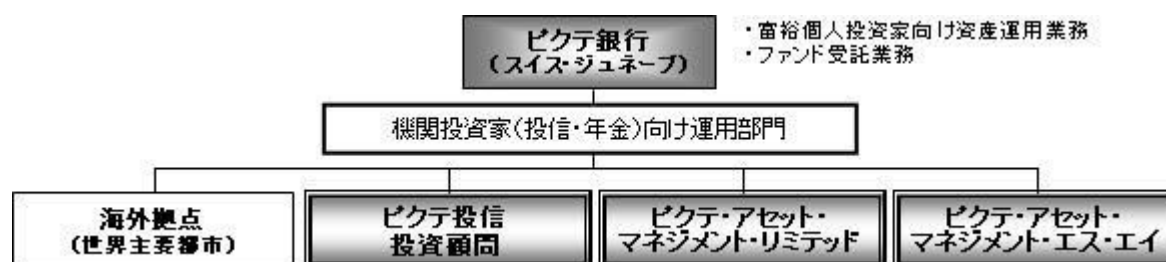 ピクテ銀行
(スイス・ジュネーブ)
・富裕個人投資家向け資産運用業務
・ファンド受託業務
機関投資家(投信・年金)向け運用部門
海外拠点
(世界主要都市)
ピクテ投信
投資顧問
ピクテ・アセット・
マネジメント・リミテッド
ピクテ・アセット・
マネジメント・エス・エイ